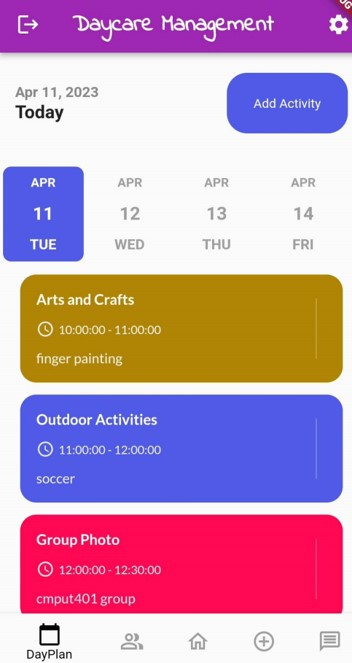 Daycare Management
Apr 11, 2023
Today
Add Activity
APR APR APR APR
11 12 13 14
TUE WED THU FRI
Arts and Crafts
10:00:00 - 11:00:00
finger painting
Outdoor Activities
11:00:00 - 12:00:00
soccer
Group Photo
12:00:00 - 12:30:00
cmput401 group
DayPlan